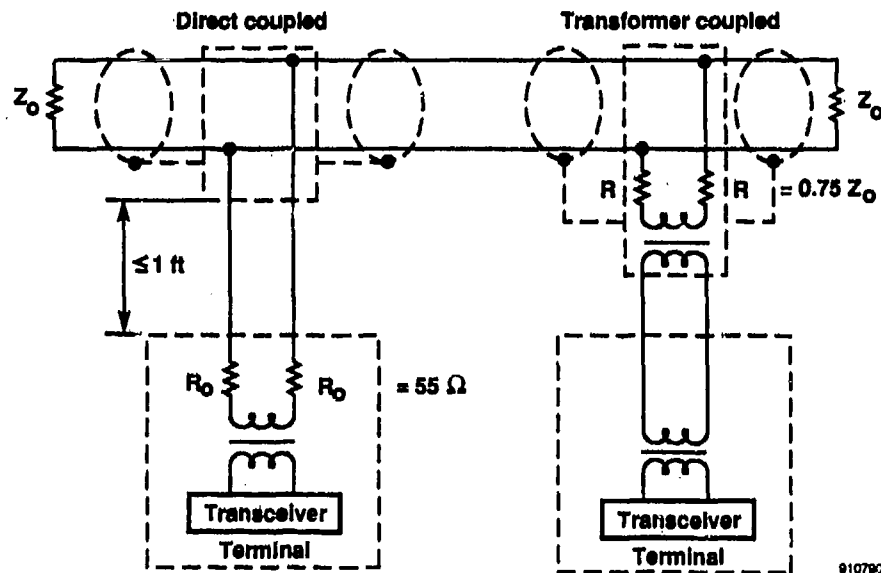 Direct coupled
Transformer coupled
Zo
Zo
R
R
= 0.75 Zo
≤1 ft
Ro
Ro
= 55 Ω
Transceiver
Terminal
Transceiver
Terminal
910790